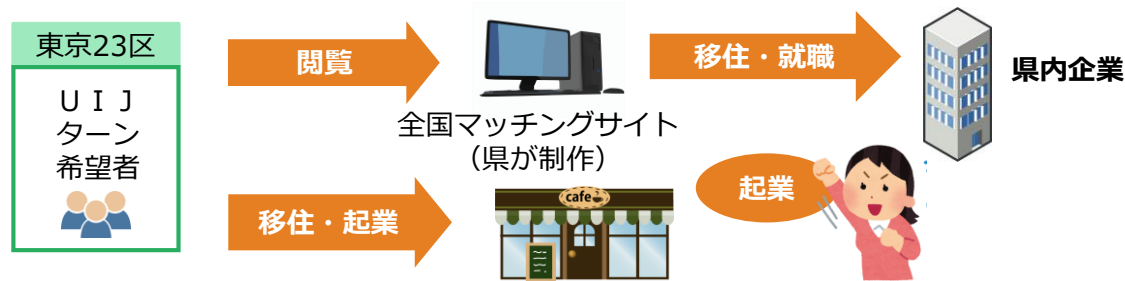 東京23区
ＵＩＪ
ターン
希望者
閲覧
全国マッチングサイト
（県が制作）
移住・就職
県内企業
移住・起業
cafe
起業